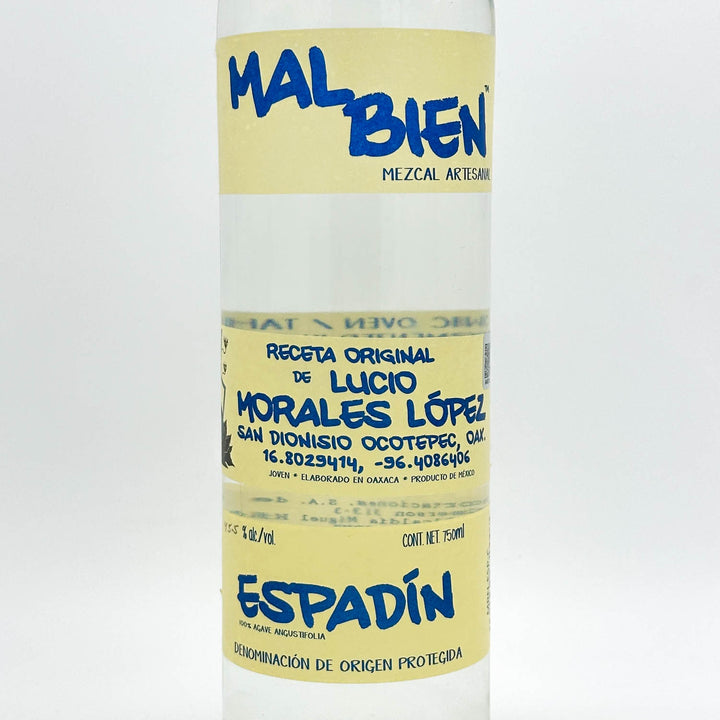 MAL BIEN™
MEZCAL ARTESANAL
RECETA ORIGINAL
DE LUCIO
MORALES LÓPEZ
SAN DIONISIO OCOTEPEC, OAX.
16.8029414, -96.4086406
JOVEN * ELABORADO EN OAXACA * PRODUCTO DE MÉXICO
% alc/vol. CONT. NET. 750ml
ESPADÍN
100% AGAVE ANGUSTIFOLIA
DENOMINACIÓN DE ORIGEN PROTEGIDA